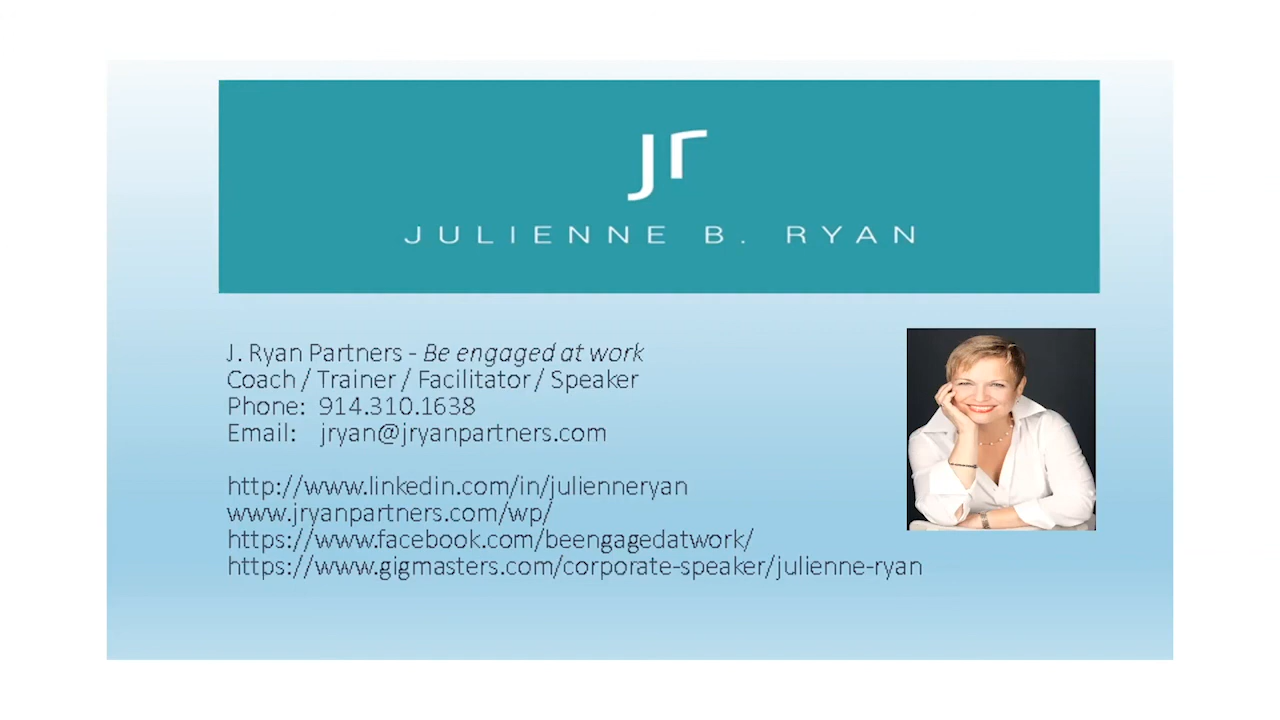 Jr
JULIENNE B. RYAN
J. Ryan Partners - Be engaged at work
Coach / Trainer / Facilitator / Speaker
Phone: 914.310.1638
Email: jryan@jryanpartners.com
http://www.linkedin.com/in/julienneryan
www.jryanpartners.com/wp/
https://www.facebook.com/beengagedatwork/
https://www.gigmasters.com/corporate-speaker/julienne-ryan